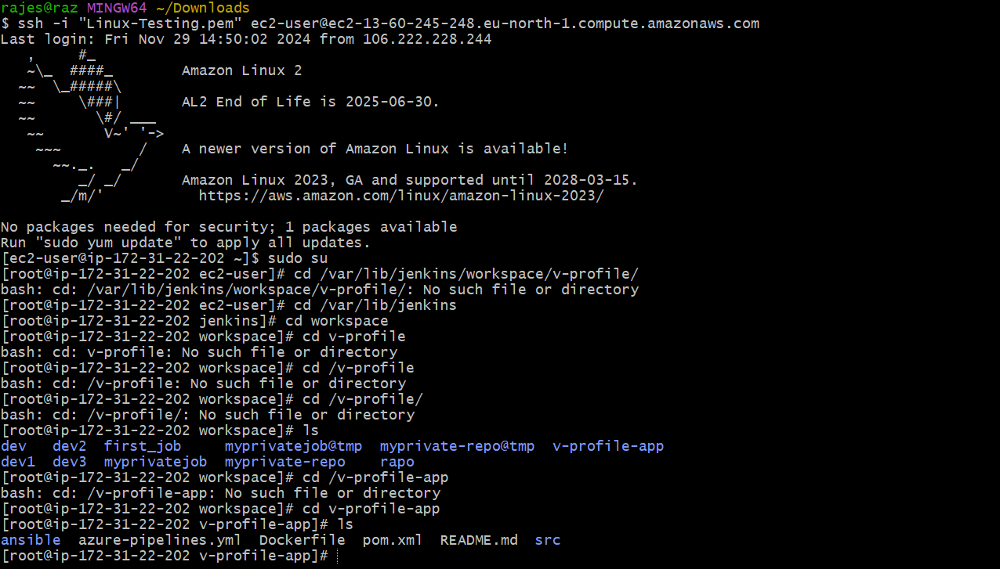 rajes@raz MINGW64 ~/Downloads
$ ssh -i "Linux-Testing.pem" ec2-user@ec2-13-60-245-248.eu-north-1.compute.amazonaws.com
Last login: Fri Nov 29 14:50:02 2024 from 106.222.228.244
   ,     #_
   ~\_  ####_        Amazon Linux 2
  ~~  \_#####\
  ~~     \###|       AL2 End of Life is 2025-06-30.
  ~~       \#/ ___
   ~~       V~' '->
    ~~~         /    A newer version of Amazon Linux is available!
      ~~._.   _/
         _/ _/       Amazon Linux 2023, GA and supported until 2028-03-15.
       _/m/'           https://aws.amazon.com/linux/amazon-linux-2023/

No packages needed for security; 1 packages available
Run "sudo yum update" to apply all updates.
[ec2-user@ip-172-31-22-202 ~]$ sudo su
[root@ip-172-31-22-202 ec2-user]# cd /var/lib/jenkins/workspace/v-profile/
bash: cd: /var/lib/jenkins/workspace/v-profile/: No such file or directory
[root@ip-172-31-22-202 ec2-user]# cd /var/lib/jenkins
[root@ip-172-31-22-202 jenkins]# cd workspace
[root@ip-172-31-22-202 workspace]# cd v-profile
bash: cd: v-profile: No such file or directory
[root@ip-172-31-22-202 workspace]# cd /v-profile
bash: cd: /v-profile: No such file or directory
[root@ip-172-31-22-202 workspace]# cd /v-profile/
bash: cd: /v-profile/: No such file or directory
[root@ip-172-31-22-202 workspace]# ls
dev   dev2  first_job     myprivatejob@tmp  myprivate-repo@tmp  v-profile-app
dev1  dev3  myprivatejob  myprivate-repo    rapo
[root@ip-172-31-22-202 workspace]# cd /v-profile-app
bash: cd: /v-profile-app: No such file or directory
[root@ip-172-31-22-202 workspace]# cd v-profile-app
[root@ip-172-31-22-202 v-profile-app]# ls
ansible  azure-pipelines.yml  Dockerfile  pom.xml  README.md  src
[root@ip-172-31-22-202 v-profile-app]#